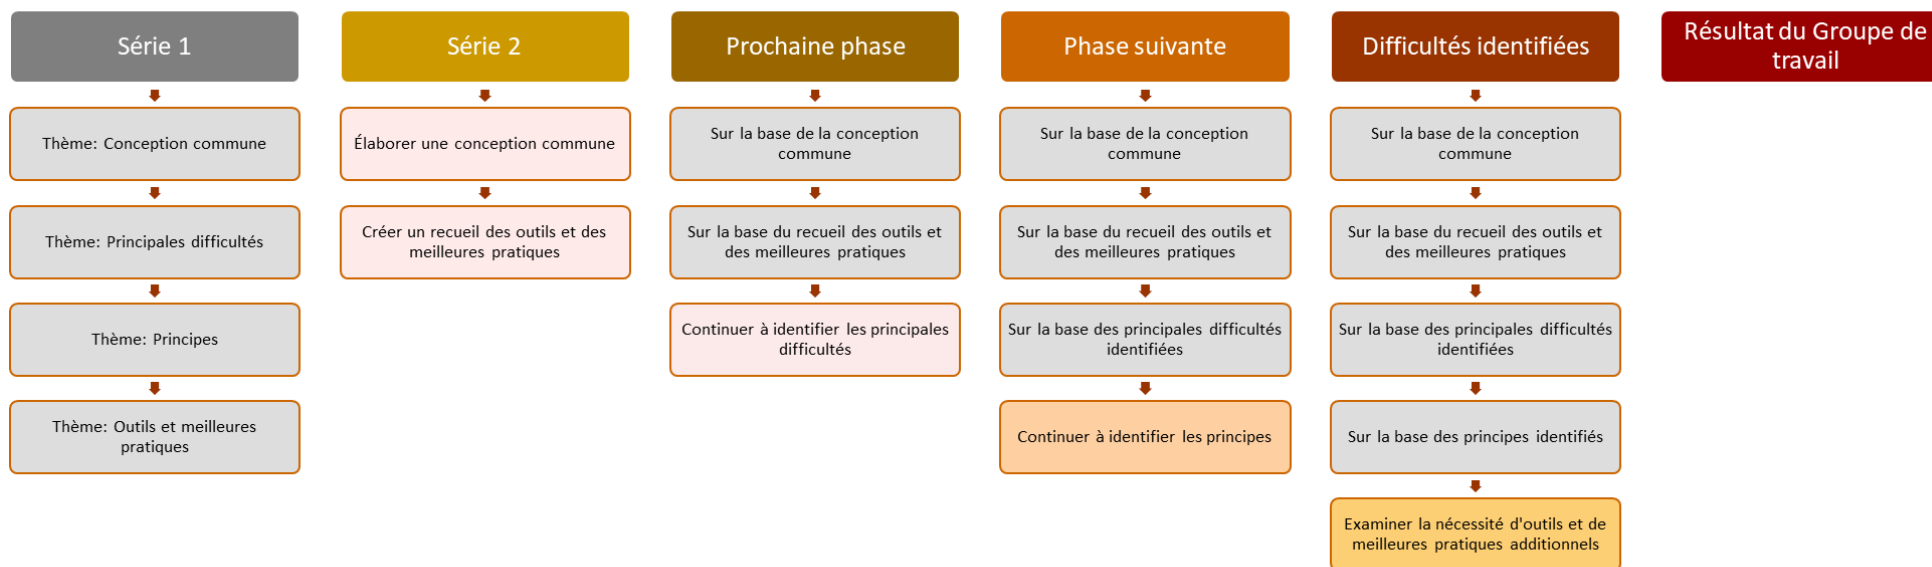 Série 1
Thème: Conception commune
Thème: Principales difficultés
Thème: Principes
Thème: Outils et meilleures
pratiques
Série 2
Élaborer une conception commune
Créer un recueil des outils et des
meilleures pratiques
Prochaine phase
Sur la base de la conception
commune
Sur la base du recueil des outils et
des meilleures pratiques
Continuer à identifier les principales
difficultés
Phase suivante
Sur la base de la conception
commune
Sur la base du recueil des outils et
des meilleures pratiques
Sur la base des principales difficultés
identifiées
Continuer à identifier les principes
Difficultés identifiées
Sur la base de la conception
commune
Sur la base du recueil des outils et
des meilleures pratiques
Sur la base des principales difficultés
identifiées
Sur la base des principes identifiés
Examiner la nécessité d'outils et de
meilleures pratiques additionnels
Résultat du Groupe de
travail